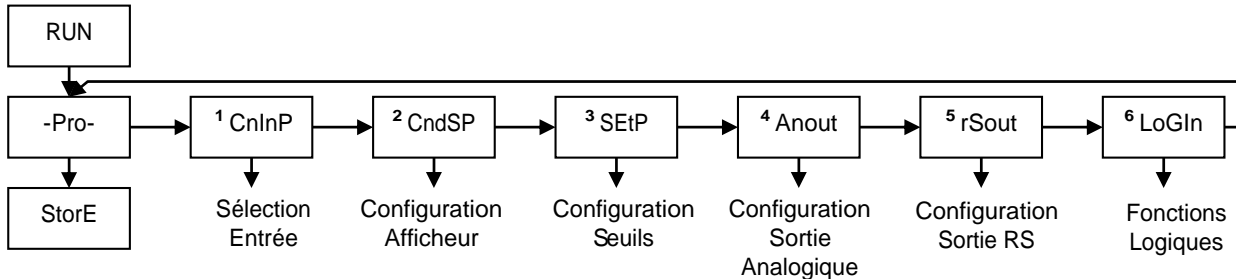 RUN
-Pro-
1 CnInP
2 CndSP
3 SEtP
4 Anout
5 rSout
6 LoGIn
StorE
Sélection
Entrée
Configuration
Afficheur
Configuration
Seuils
Configuration
Sortie
Analogique
Configuration
Sortie RS
Fonctions
Logiques